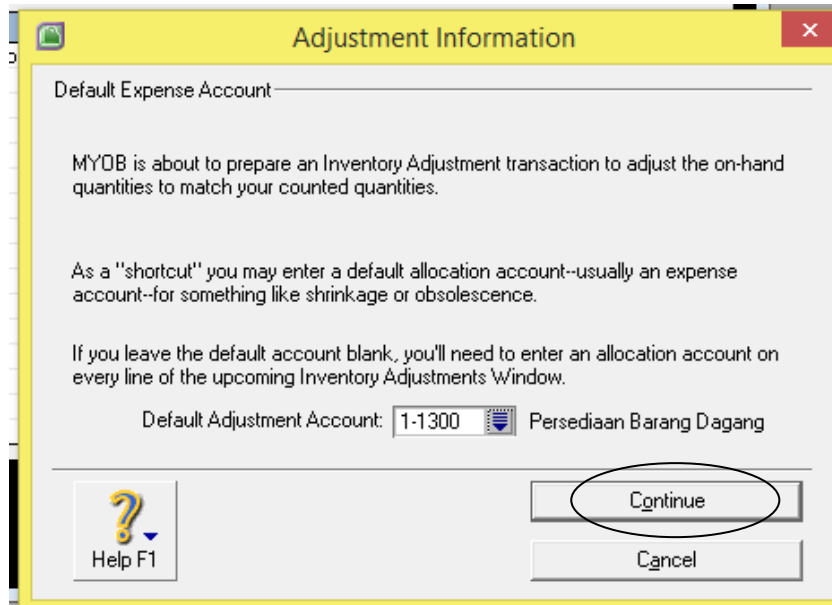 Adjustment Information
Default Expense Account
MYOB is about to prepare an Inventory Adjustment transaction to adjust the on-hand
quantities to match your counted quantities.
As a "shortcut" you may enter a default allocation account--usually an expense
account--for something like shrinkage or obsolescence.
If you leave the default account blank, you'll need to enter an allocation account on
every line of the upcoming Inventory Adjustments Window.
Default Adjustment Account: 1-1300 Persediaan Barang Dagang
Continue
Help F1
Cancel